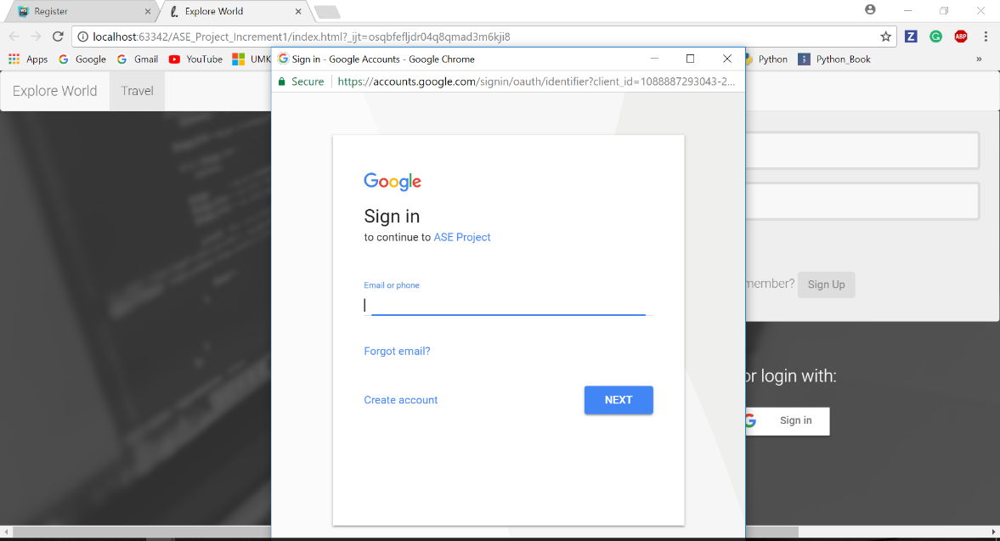 Register
Explore World
localhost:63342/ASE_Project_Increment1/index.html?_ijt=osqbfefljdr04q8qmad3m6kji8
Apps Google Gmail YouTube UMK Python Python_Book »
Sign in - Google Accounts - Google Chrome
Secure https://accounts.google.com/signin/oauth/identifier?client_id=1088887293043-2...
Explore World Travel
Google
Sign in
to continue to ASE Project
Email or phone
Forgot email?
Create account NEXT
member? Sign Up
or login with:
G Sign in
Z G ABP